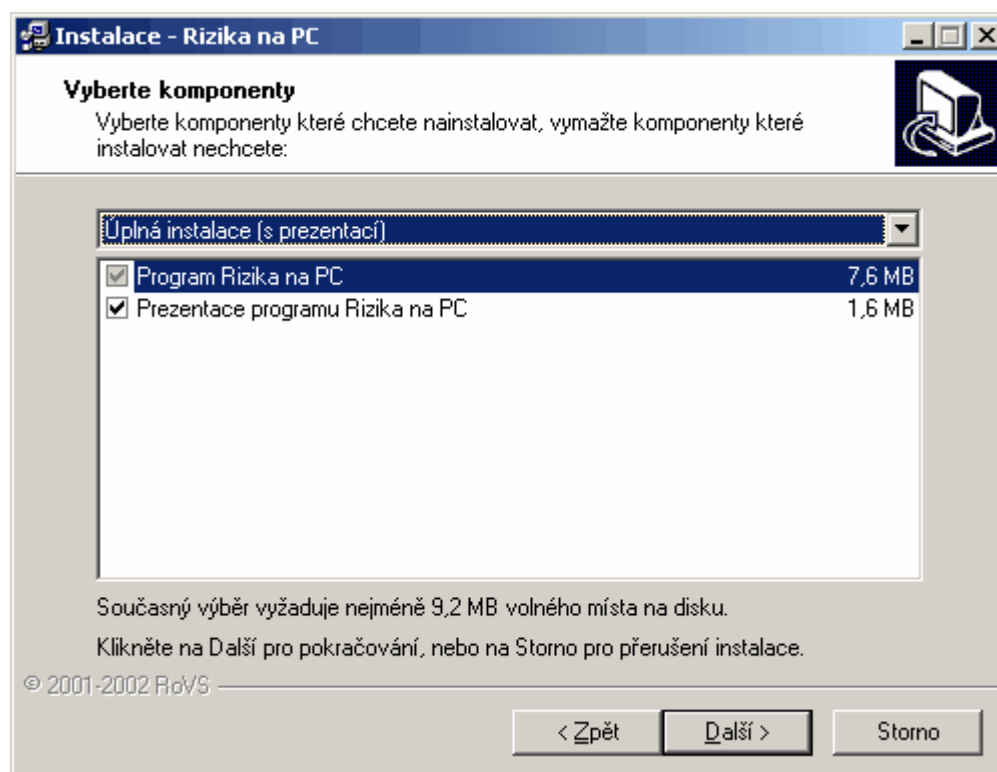 Instalace - Rizika na PC
Vyberte komponenty
Vyberte komponenty které chcete nainstalovat, vymažte komponenty které
instalovat nechcete:
Úplná instalace (s prezentací)
Program Rizika na PC 7,6 MB
Prezentace programu Rizika na PC 1,6 MB
Současný výběr vyžaduje nejméně 9,2 MB volného místa na disku.
Klikněte na Další pro pokračování, nebo na Storno pro přerušení instalace.
© 2001-2002 RoVS
< Zpět Další > Storno